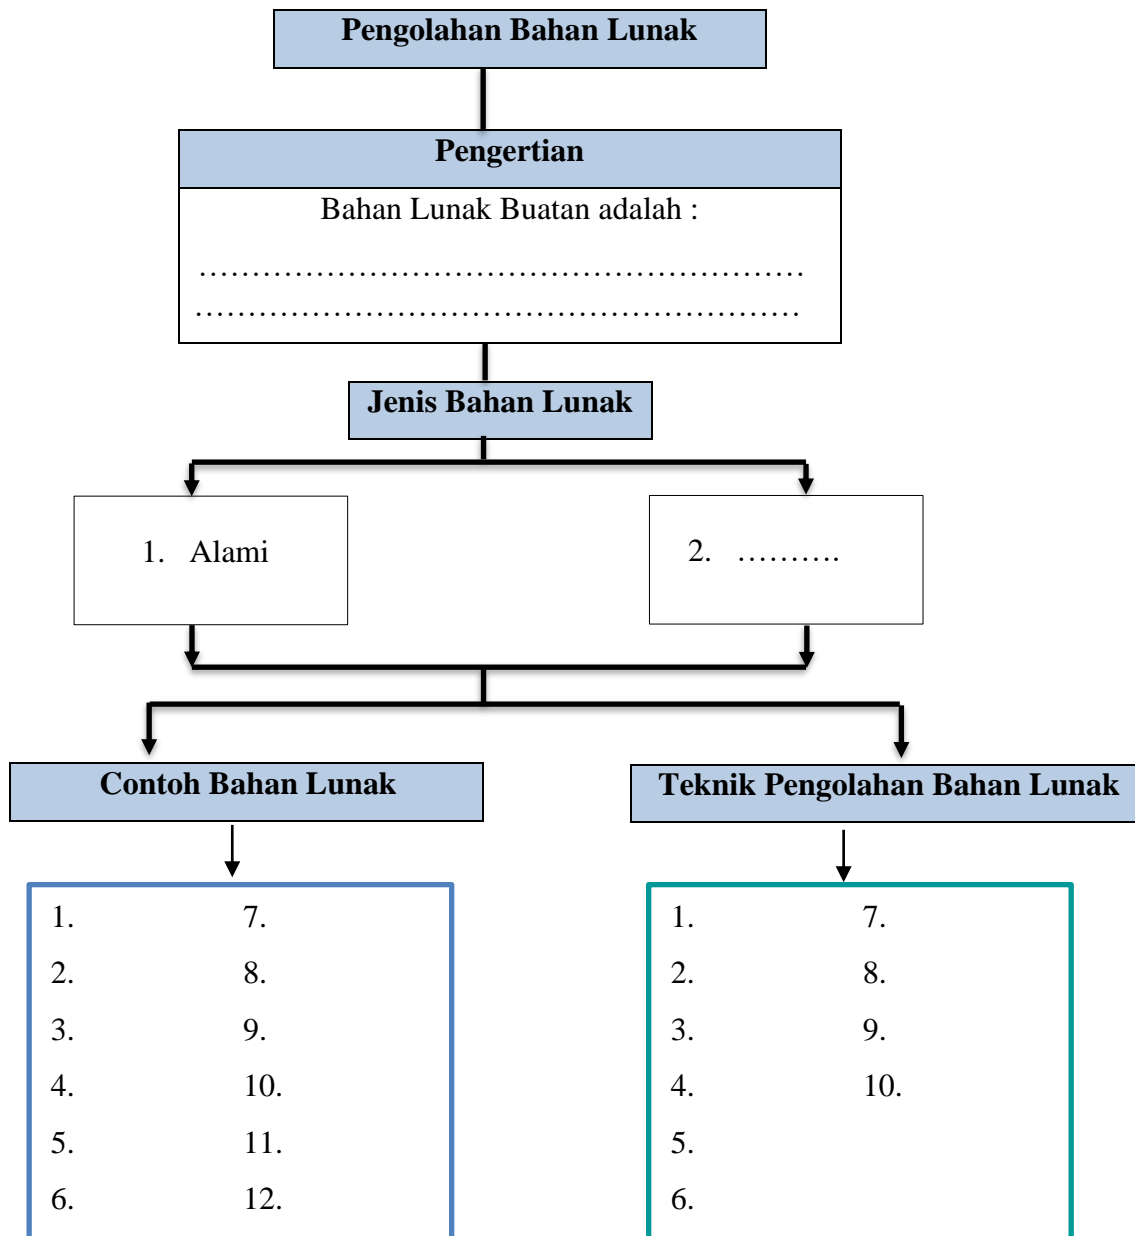 Pengolahan Bahan Lunak
Pengertian
Bahan Lunak Buatan adalah :
………………………………………………
………………………………………………
Jenis Bahan Lunak
1. Alami
2. ……….
Contoh Bahan Lunak
1. 7.
2. 8.
3. 9.
4. 10.
5. 11.
6. 12.
Teknik Pengolahan Bahan Lunak
1. 7.
2. 8.
3. 9.
4. 10.
5.
6.